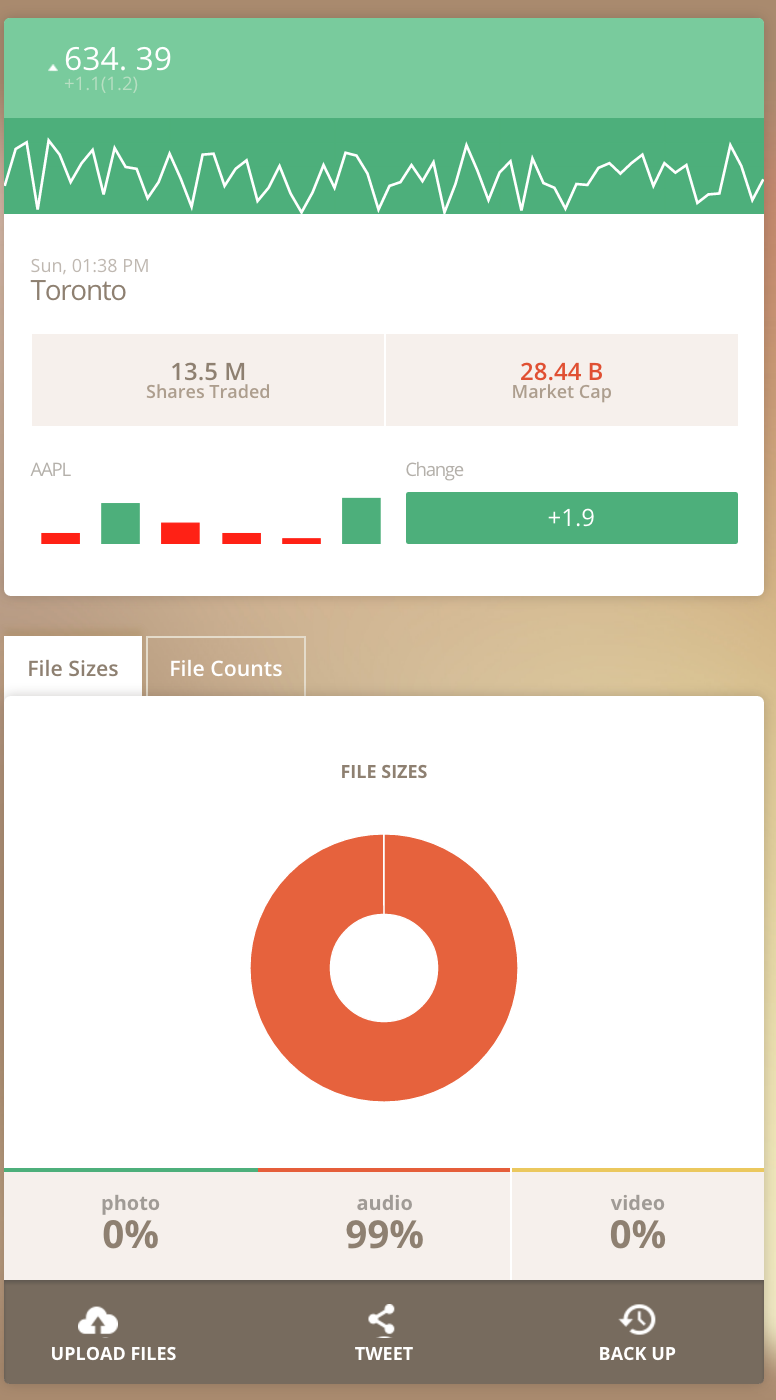 634. 39
+1.1(1.2)
Sun, 01:38 PM
Toronto
13.5 M
Shares Traded
28.44 B
Market Cap
AAPL
Change
+1.9
File Sizes
File Counts
FILE SIZES
photo
0%
audio
99%
video
0%
UPLOAD FILES
TWEET
BACK UP